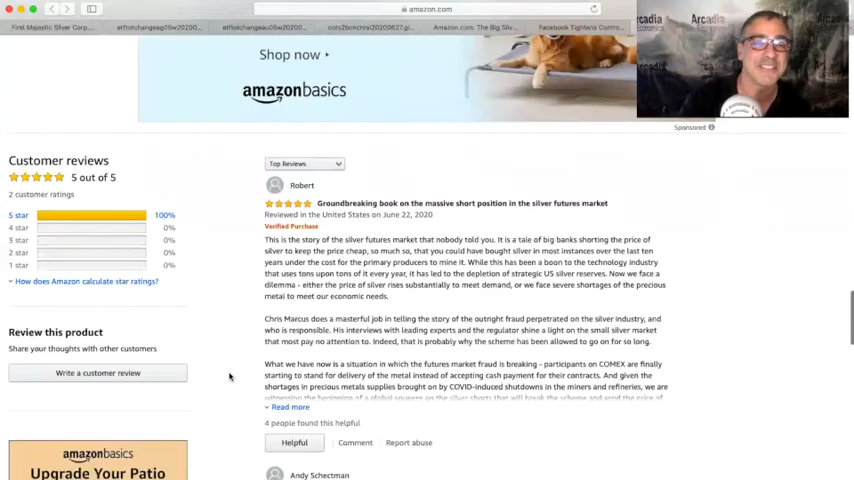 amazon.com
First Majestic Silver Corp....
etftotchangeag05w20200...
etftotchangeau05w20200...
cots2txncnrsi20200627.gi...
Amazon.com: The Big Silv...
Facebook Tightens Contro...
Shop now
amazonbasics
Arcadia
Economics
Arcadia
Arcadia
Sponsored
Customer reviews
5 out of 5
2 customer ratings
5 star 100%
4 star 0%
3 star 0%
2 star 0%
1 star 0%
How does Amazon calculate star ratings?
Review this product
Share your thoughts with other customers
Write a customer review
amazonbasics
Upgrade Your Patio
Top Reviews
Robert
Groundbreaking book on the massive short position in the silver futures market
Reviewed in the United States on June 22, 2020
Verified Purchase
This is the story of the silver futures market that nobody told you. It is a tale of big banks shorting the price of
silver to keep the price cheap, so much so, that you could have bought silver in most instances over the last ten
years under the cost for the primary producers to mine it. While this has been a boon to the technology industry
that uses tons upon tons of it every year, it has led to the depletion of strategic US silver reserves. Now we face a
dilemma - either the price of silver rises substantially to meet demand, or we face severe shortages of the precious
metal to meet our economic needs.
Chris Marcus does a masterful job in telling the story of the outright fraud perpetrated on the silver industry, and
who is responsible. His interviews with leading experts and the regulator shine a light on the small silver market
that most pay no attention to. Indeed, that is probably why the scheme has been allowed to go on for so long.
What we have now is a situation in which the futures market fraud is breaking - participants on COMEX are finally
starting to stand for delivery of the metal instead of accepting cash payment for their contracts. And given the
shortages in precious metals supplies brought on by COVID-induced shutdowns in the miners and refineries, we are
witnessing the beginning of a global squeeze on the silver shorts that will break the scheme and send the price of
Read more
4 people found this helpful
Helpful
Comment
Report abuse
Andy Schectman